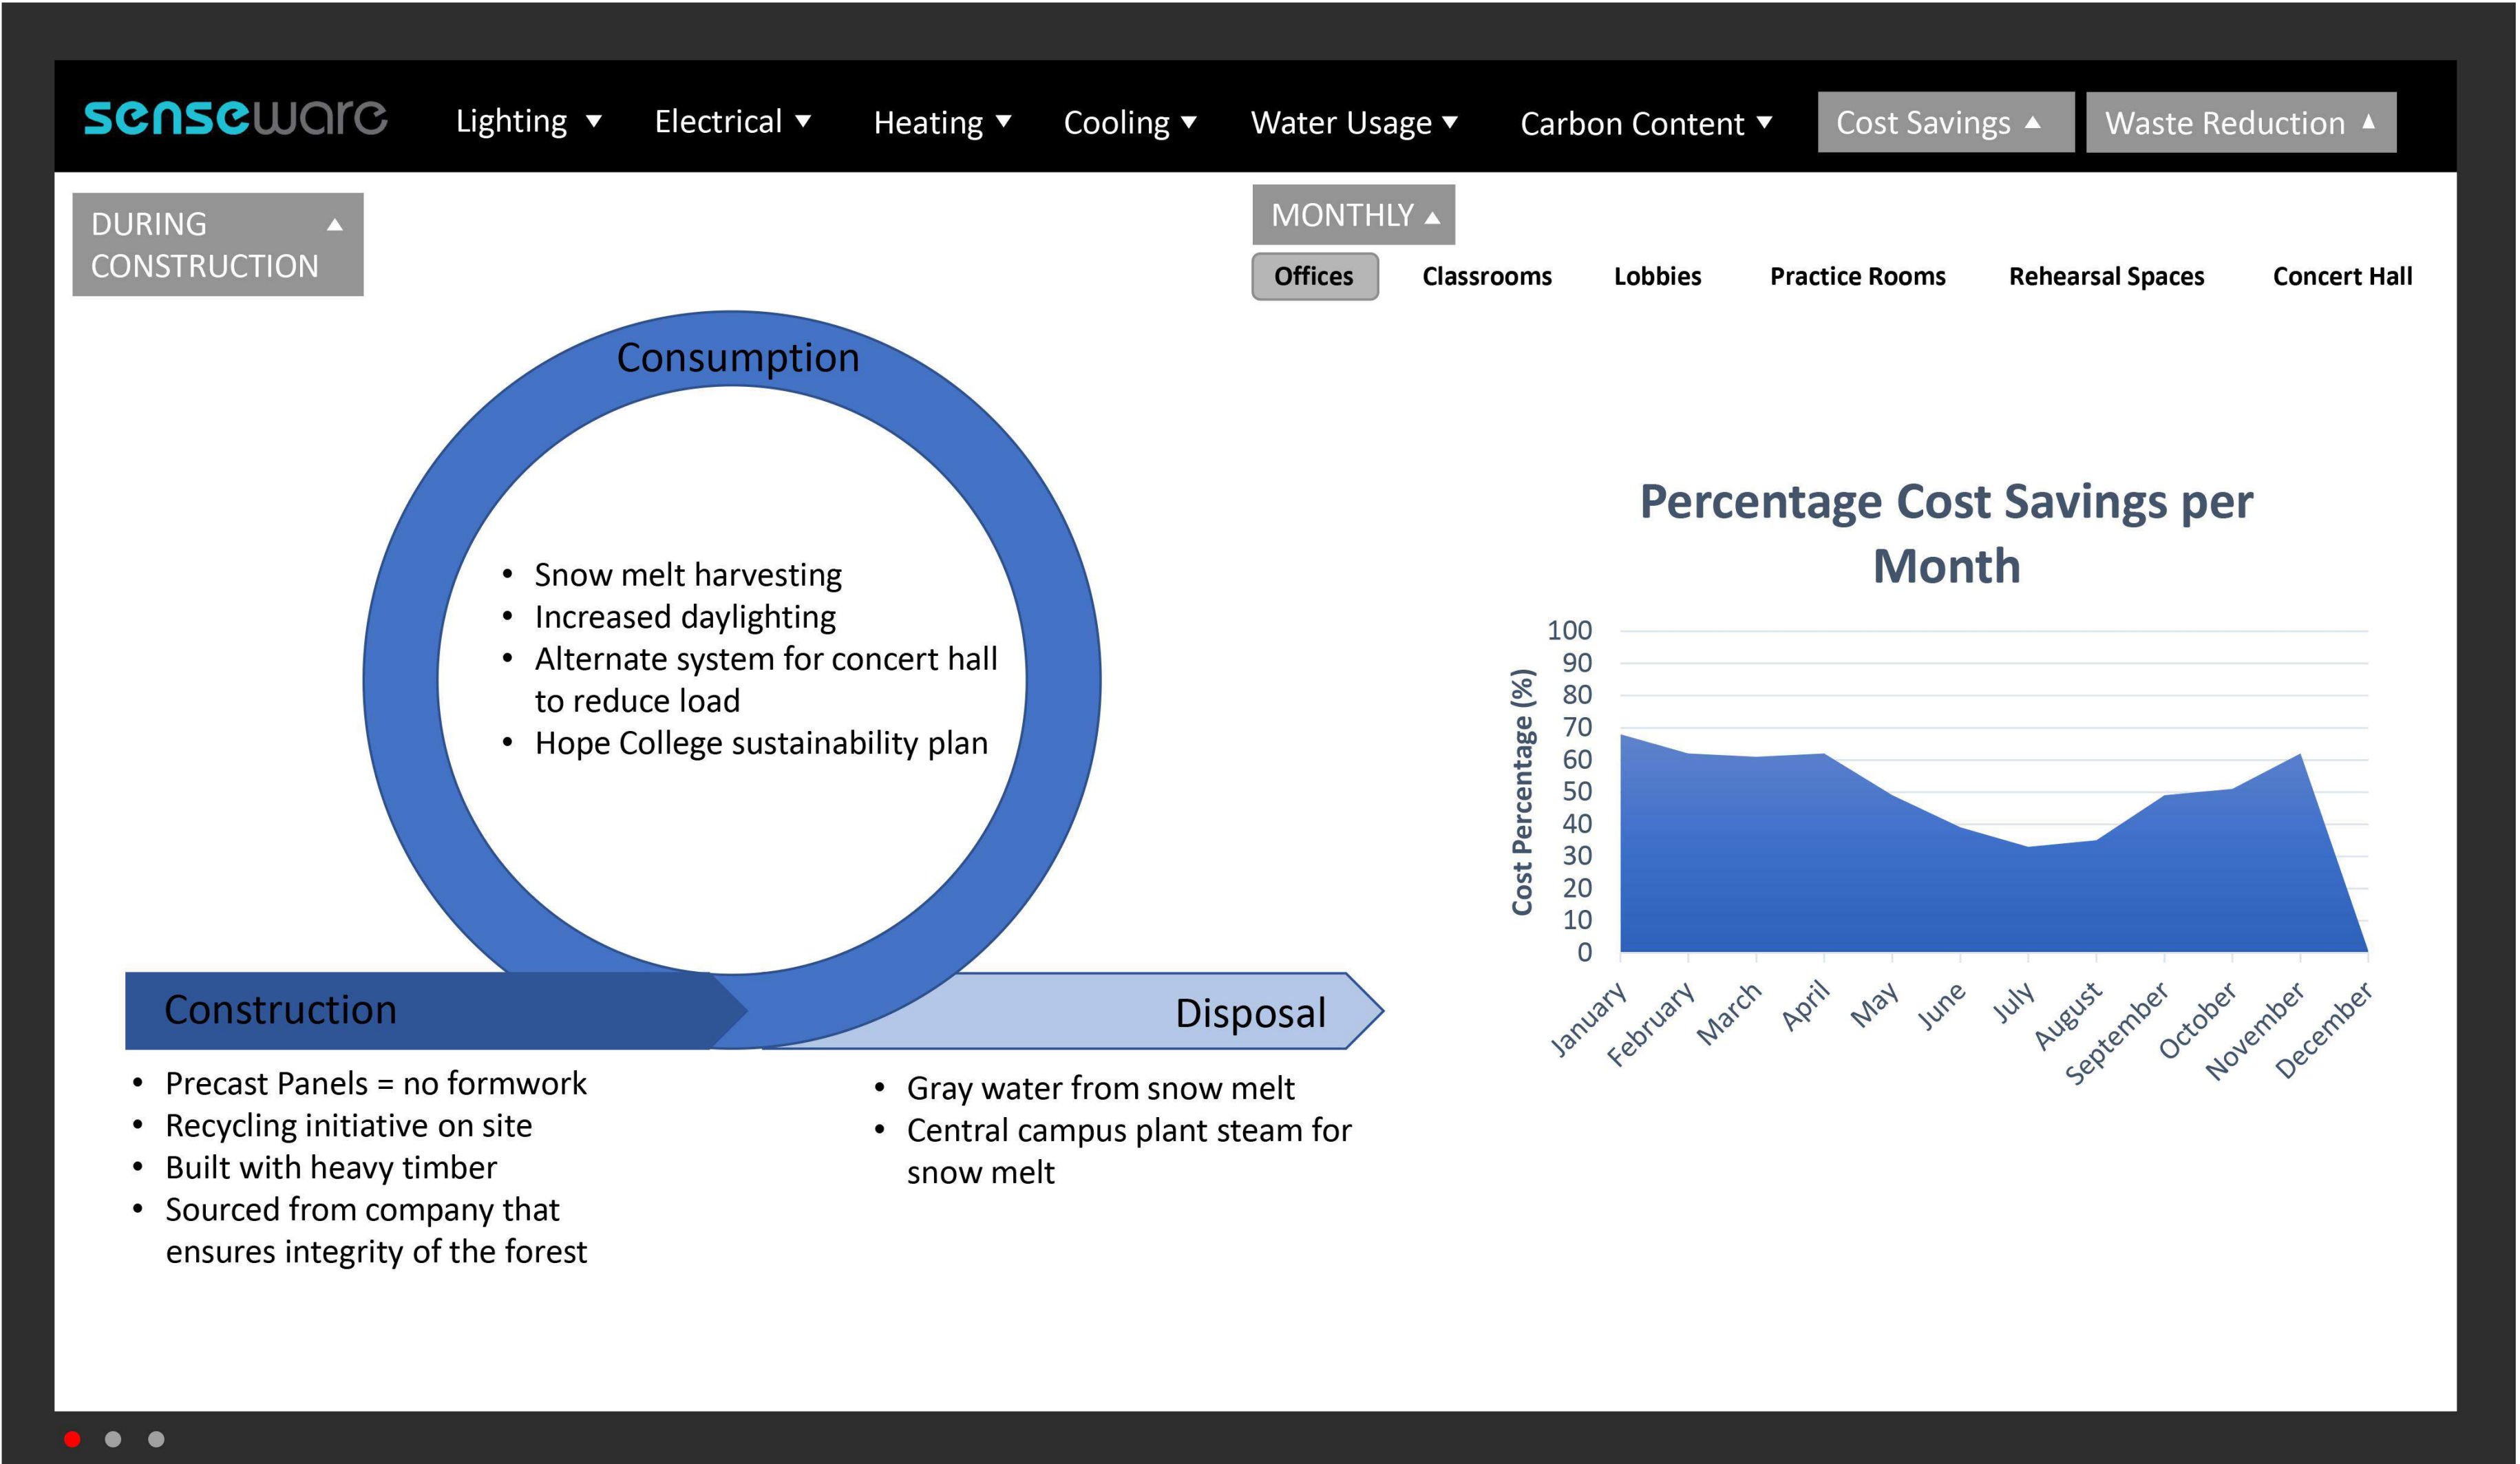 senseware
Lighting ▼
Electrical ▼
Heating ▼
Cooling ▼
Water Usage ▼
Carbon Content ▼
Cost Savings ▲
Waste Reduction ▲
DURING ▲
CONSTRUCTION
MONTHLY ▲
Offices
Classrooms
Lobbies
Practice Rooms
Rehearsal Spaces
Concert Hall
Consumption
• Snow melt harvesting
• Increased daylighting
• Alternate system for concert hall
to reduce load
• Hope College sustainability plan
Construction
• Precast Panels = no formwork
• Recycling initiative on site
• Built with heavy timber
• Sourced from company that
ensures integrity of the forest
Disposal
• Gray water from snow melt
• Central campus plant steam for
snow melt
Percentage Cost Savings per
Month
Cost Percentage (%)
100
90
80
70
60
50
40
30
20
10
0
January
February
March
April
May
June
July
August
September
October
November
December